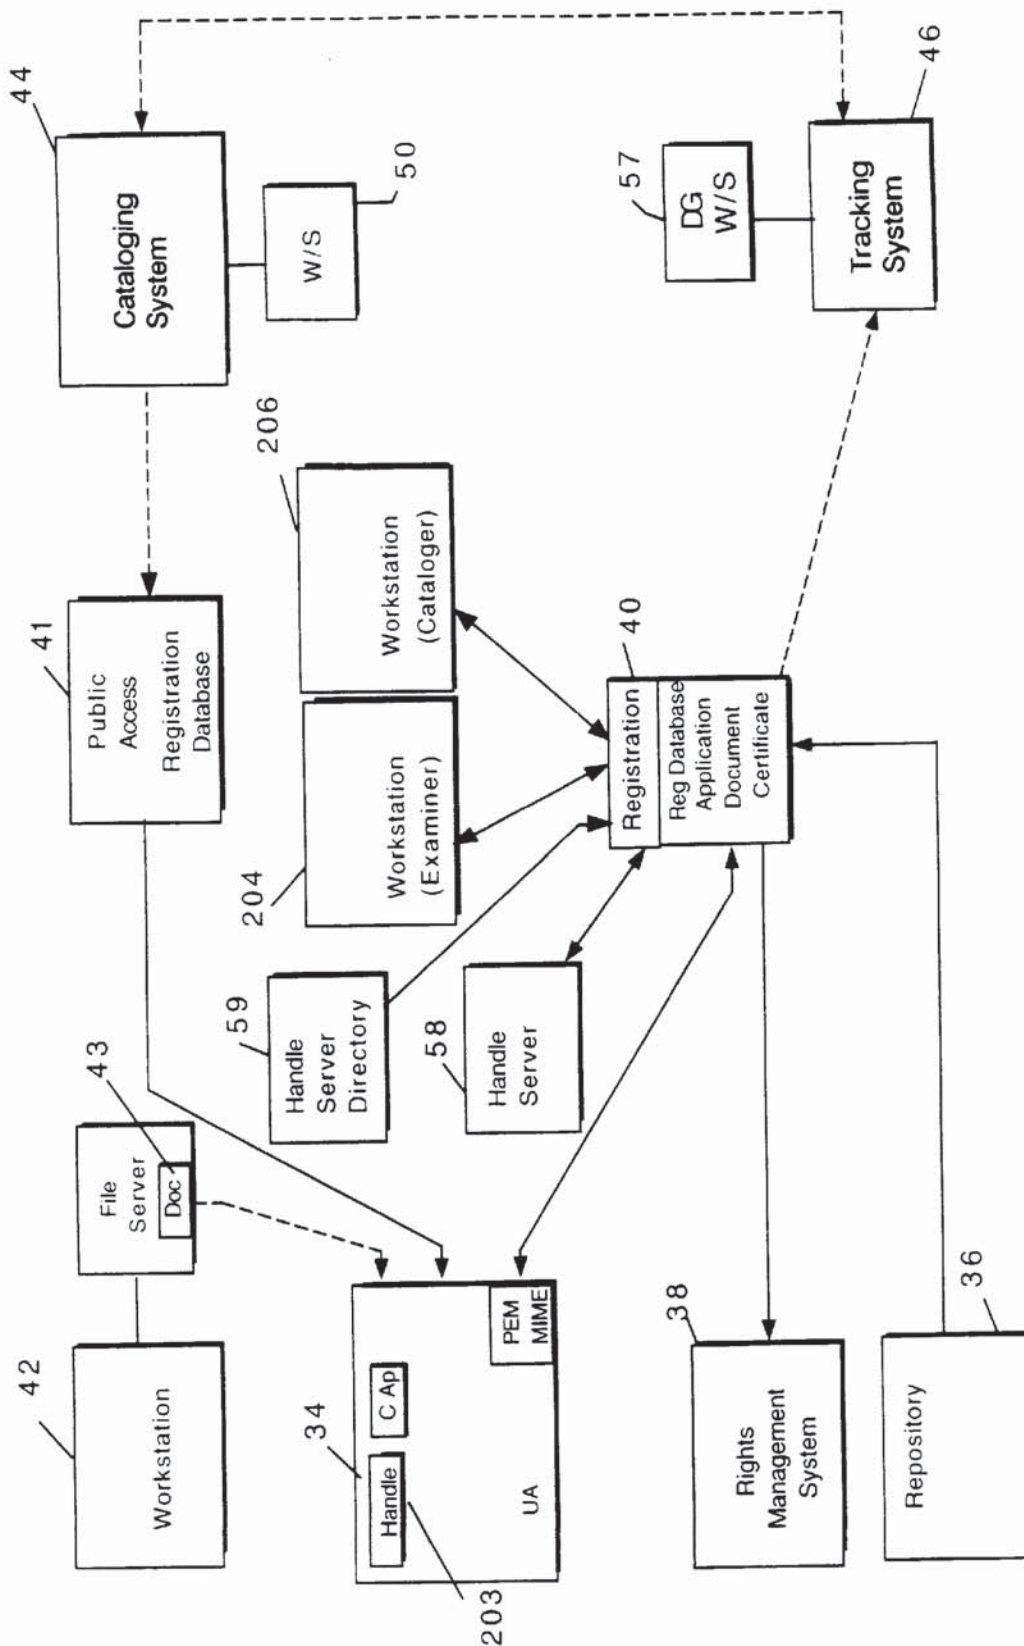 42
Workstation
File
Server
Doc
43
41
Public
Access
Registration
Database
44
Cataloging
System
W/S
50
34
Handle
C Ap
UA
PEM
MIME
203
59
Handle
Server
Directory
58
Handle
Server
204
Workstation
(Examiner)
206
Workstation
(Cataloger)
40
Registration
Reg Database
Application
Document
Certificate
57
DG
W/S
Tracking
System
46
38
Rights
Management
System
Repository
36